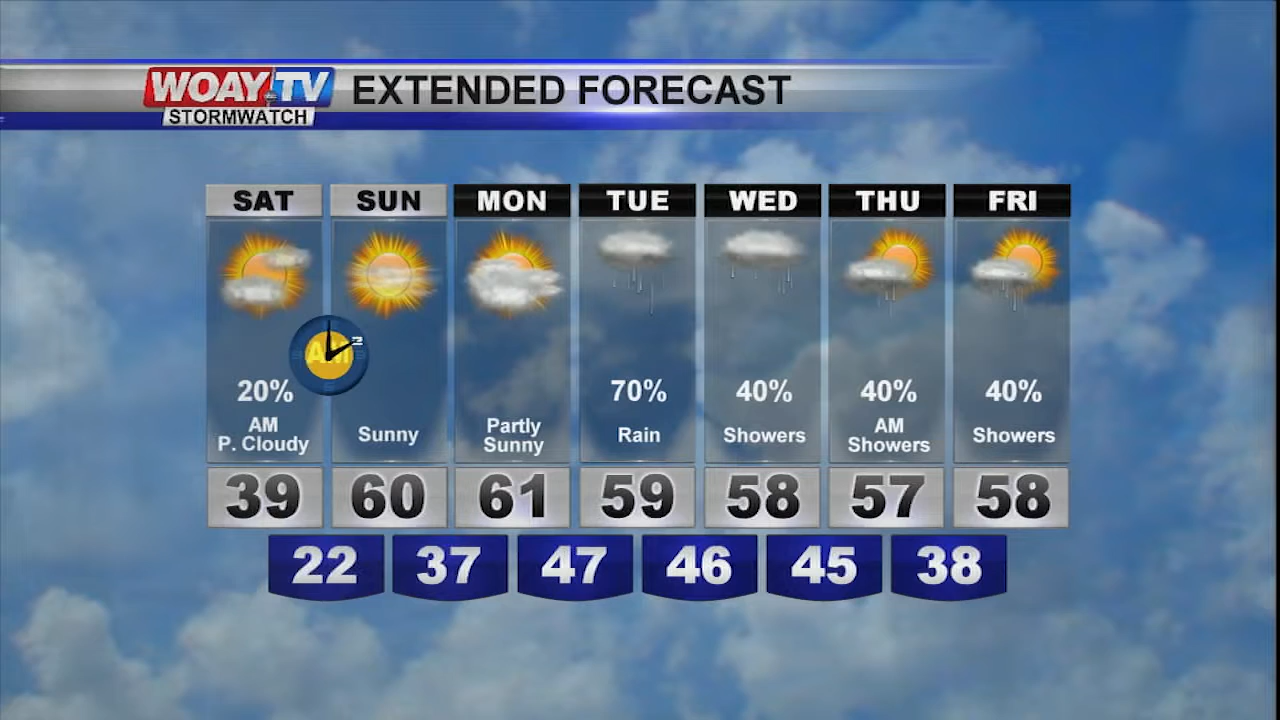 WOAY TV EXTENDED FORECAST
STORMWATCH
SAT SUN MON TUE WED THU FRI
20% 70% 40% 40% 40%
AM
P. Cloudy
Sunny
Partly
Sunny
Rain
Showers
AM
Showers
Showers
39 60 61 59 58 57 58
22 37 47 46 45 38